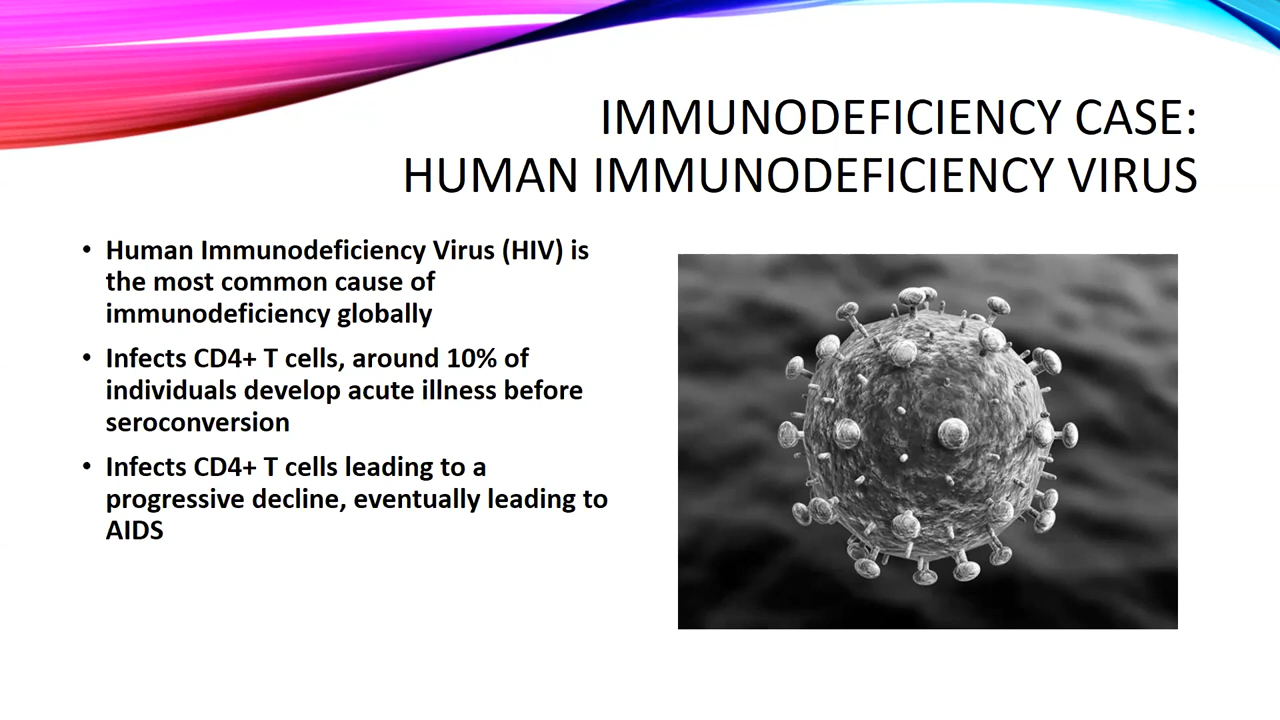 IMMUNODEFICIENCY CASE:
HUMAN IMMUNODEFICIENCY VIRUS
• Human Immunodeficiency Virus (HIV) is
the most common cause of
immunodeficiency globally
• Infects CD4+ T cells, around 10% of
individuals develop acute illness before
seroconversion
• Infects CD4+ T cells leading to a
progressive decline, eventually leading to
AIDS